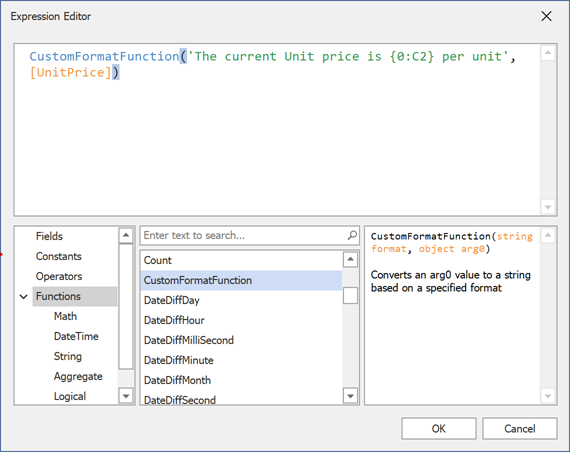 Expression Editor
CustomFormatFunction('The current Unit price is {0:C2} per unit',
[UnitPrice])
Fields
Constants
Operators
Functions
Math
DateTime
String
Aggregate
Logical
Enter text to search...
Count
CustomFormatFunction
DateDiffDay
DateDiffHour
DateDiffMilliSecond
DateDiffMinute
DateDiffMonth
DateDiffSecond
CustomFormatFunction(string
format, object arg0)
Converts an arg0 value to a string
based on a specified format
OK
Cancel